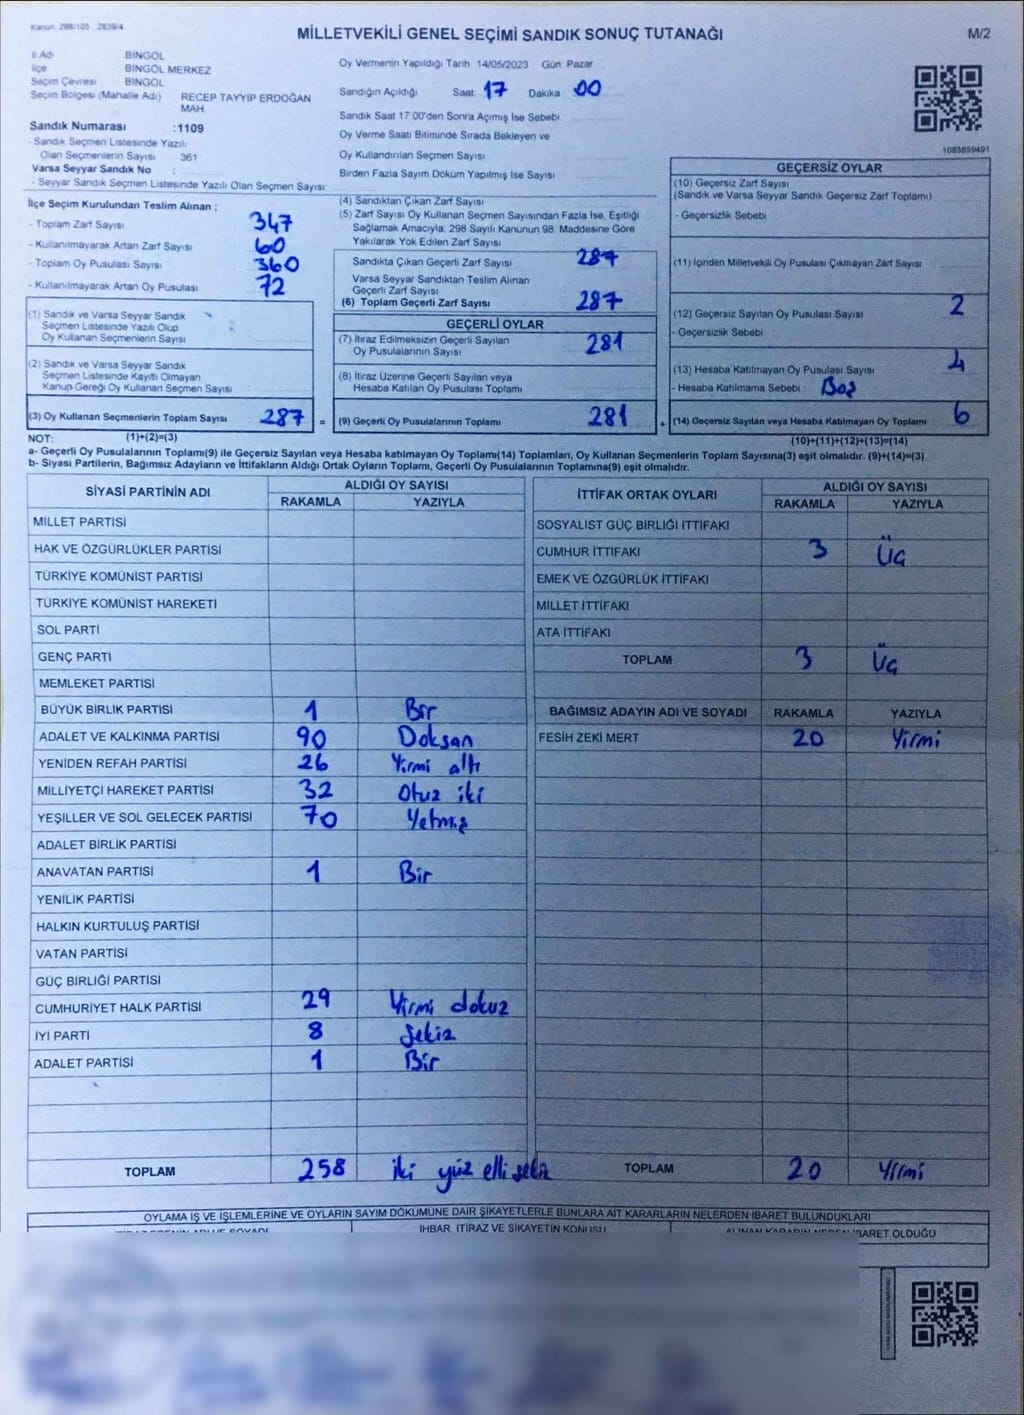 Kanun: 298/105 2839/4
MİLLETVEKİLİ GENEL SEÇİMİ SANDIK SONUÇ TUTANAĞI
M/2
İl Adı BİNGÖL
İlçe BİNGÖL MERKEZ
Seçim Çevresi BİNGÖL
Seçim Bölgesi (Mahalle Adı) RECEP TAYYIP ERDOĞAN
MAH
Sandık Numarası :1109
- Sandık Seçmen Listesinde Yazılı
Olan Seçmenlerin Sayısı : 361
Varsa Seyyar Sandık No :
- Seyyar Sandık Seçmen Listesinde Yazılı Olan Seçmen Sayısı:
Oy Vermenin Yapıldığı Tarih 14/05/2023 Gün Pazar
Sandığın Açıldığı Saat 17 Dakika 00
Sandık Saat 17:00'den Sonra Açımış İse Sebebi
Oy Verme Saati Bitiminde Sırada Bekleyen ve
Oy Kullandırılan Seçmen Sayısı
Birden Fazla Sayım Döküm Yapılmış İse Sayısı
1083859491
İlçe Seçim Kurulundan Teslim Alınan ;
- Toplam Zarf Sayısı 347
- Kullanılmayarak Artan Zarf Sayısı 60
- Toplam Oy Pusulası Sayısı 360
- Kullanılmayarak Artan Oy Pusulası 72
(1) Sandık ve Varsa Seyyar Sandık
Seçmen Listesinde Yazılı Olup
Oy Kullanan Seçmenlerin Sayısı
(2) Sandık ve Varsa Seyyar Sandık
Seçmen Listesinde Kayıtlı Olmayan
Kanun Gereği Oy Kullanan Seçmen Sayısı
(3) Oy Kullanan Seçmenlerin Toplam Sayısı 287 =
(4) Sandıktan Çıkan Zarf Sayısı
(5) Zarf Sayısı Oy Kullanan Seçmen Sayısından Fazla İse, Eşitliği
Sağlamak Amacıyla; 298 Sayılı Kanunun 98. Maddesine Göre
Yakılarak Yok Edilen Zarf Sayısı
Sandıkta Çıkan Geçerli Zarf Sayısı 287
Varsa Seyyar Sandıktan Teslim Alınan
Geçerli Zarf Sayısı
(6) Toplam Geçerli Zarf Sayısı 287
GEÇERLİ OYLAR
(7) İtiraz Edilmeksizin Geçerli Sayılan
Oy Pusulalarının Sayısı 281
(8) İtiraz Üzerine Geçerli Sayılan veya
Hesaba Katılan Oy Pusulası Toplamı
(9) Geçerli Oy Pusulalarının Toplamı 281 +
GEÇERSİZ OYLAR
(10) Geçersiz Zarf Sayısı
(Sandık ve Varsa Seyyar Sandık Geçersiz Zarf Toplamı)
- Geçersizlik Sebebi
(11) İçinden Milletvekili Oy Pusulası Çıkmayan Zarf Sayısı
(12) Geçersiz Sayılan Oy Pusulası Sayısı 2
- Geçersizlik Sebebi :
(13) Hesaba Katılmayan Oy Pusulası Sayısı 4
- Hesaba Katılmama Sebebi : Boş
(14) Geçersiz Sayılan veya Hesaba Katılmayan Oy Toplamı 6
NOT: (1)+(2)=(3)
(10)+(11)+(12)+(13)=(14)
a- Geçerli Oy Pusulalarının Toplamı(9) ile Geçersiz Sayılan veya Hesaba katılmayan Oy Toplamı(14) Toplamları, Oy Kullanan Seçmenlerin Toplam Sayısına(3) eşit olmalıdır. (9)+(14)=(3).
b- Siyasi Partilerin, Bağımsız Adayların ve İttifakların Aldığı Ortak Oyların Toplamı, Geçerli Oy Pusulalarının Toplamına(9) eşit olmalıdır.
SİYASİ PARTİNİN ADI ALDIĞI OY SAYISI
RAKAMLA YAZIYLA
MİLLET PARTİSİ
HAK VE ÖZGÜRLÜKLER PARTİSİ
TÜRKİYE KOMÜNİST PARTİSİ
TÜRKİYE KOMÜNİST HAREKETİ
SOL PARTİ
GENÇ PARTİ
MEMLEKET PARTİSİ
BÜYÜK BİRLİK PARTİSİ 1 Bir
ADALET VE KALKINMA PARTİSİ 90 Doksan
YENİDEN REFAH PARTİSİ 26 Yirmi altı
MİLLİYETÇİ HAREKET PARTİSİ 32 Otuz iki
YEŞİLLER VE SOL GELECEK PARTİSİ 70 Yetmiş
ADALET BİRLİK PARTİSİ
ANAVATAN PARTİSİ 1 Bir
YENİLİK PARTİSİ
HALKIN KURTULUŞ PARTİSİ
VATAN PARTİSİ
GÜÇ BİRLİĞİ PARTİSİ
CUMHURİYET HALK PARTİSİ 29 Yirmi dokuz
İYİ PARTİ 8 Sekiz
ADALET PARTİSİ 1 Bir
TOPLAM 258 iki yüz elli sekiz
İTTİFAK ORTAK OYLARI ALDIĞI OY SAYISI
RAKAMLA YAZIYLA
SOSYALİST GÜÇ BİRLİĞİ İTTİFAKI
CUMHUR İTTİFAKI 3 Üç
EMEK VE ÖZGÜRLÜK İTTİFAKI
MİLLET İTTİFAKI
ATA İTTİFAKI
TOPLAM 3 Üç
BAĞIMSIZ ADAYIN ADI VE SOYADI RAKAMLA YAZIYLA
FESİH ZEKİ MERT 20 Yirmi
TOPLAM 20 Yirmi
OYLAMA İŞ VE İŞLEMLERİNE VE OYLARIN SAYIM DÖKÜMÜNE DAİR ŞİKAYETLERLE BUNLARA AİT KARARLARIN NELERDEN İBARET BULUNDUKLARI
İHBAR, İTİRAZ VE ŞİKAYETİN KONUSU
İBARET OLDUĞU